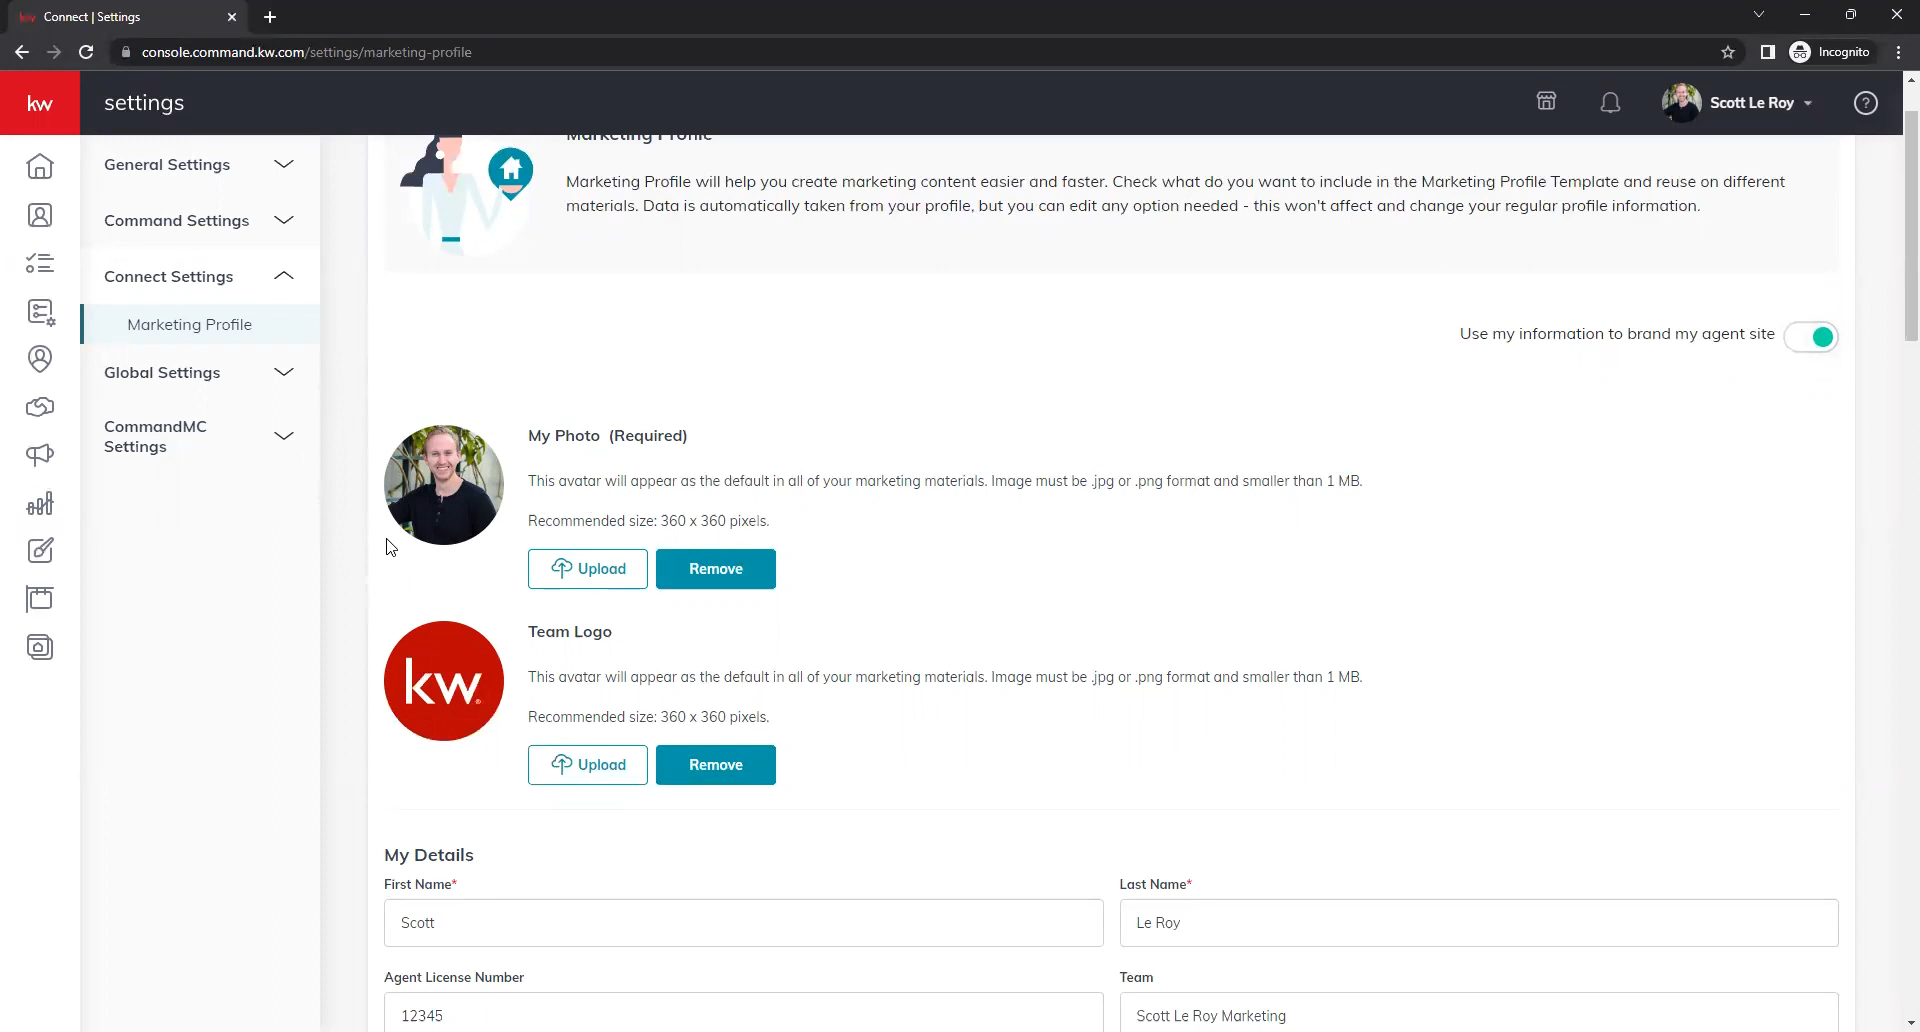 Connect | Settings
console.command.kw.com/settings/marketing-profile
Incognito
kw
settings
Scott Le Roy
General Settings
Command Settings
Connect Settings
Marketing Profile
Global Settings
CommandMC
Settings
Marketing Profile
Marketing Profile will help you create marketing content easier and faster. Check what do you want to include in the Marketing Profile Template and reuse on different
materials. Data is automatically taken from your profile, but you can edit any option needed - this won't affect and change your regular profile information.
Use my information to brand my agent site
My Photo (Required)
This avatar will appear as the default in all of your marketing materials. Image must be .jpg or .png format and smaller than 1 MB.
Recommended size: 360 x 360 pixels.
Upload
Remove
kw
Team Logo
This avatar will appear as the default in all of your marketing materials. Image must be .jpg or .png format and smaller than 1 MB.
Recommended size: 360 x 360 pixels.
Upload
Remove
My Details
First Name*
Last Name*
Scott
Le Roy
Agent License Number
Team
12345
Scott Le Roy Marketing